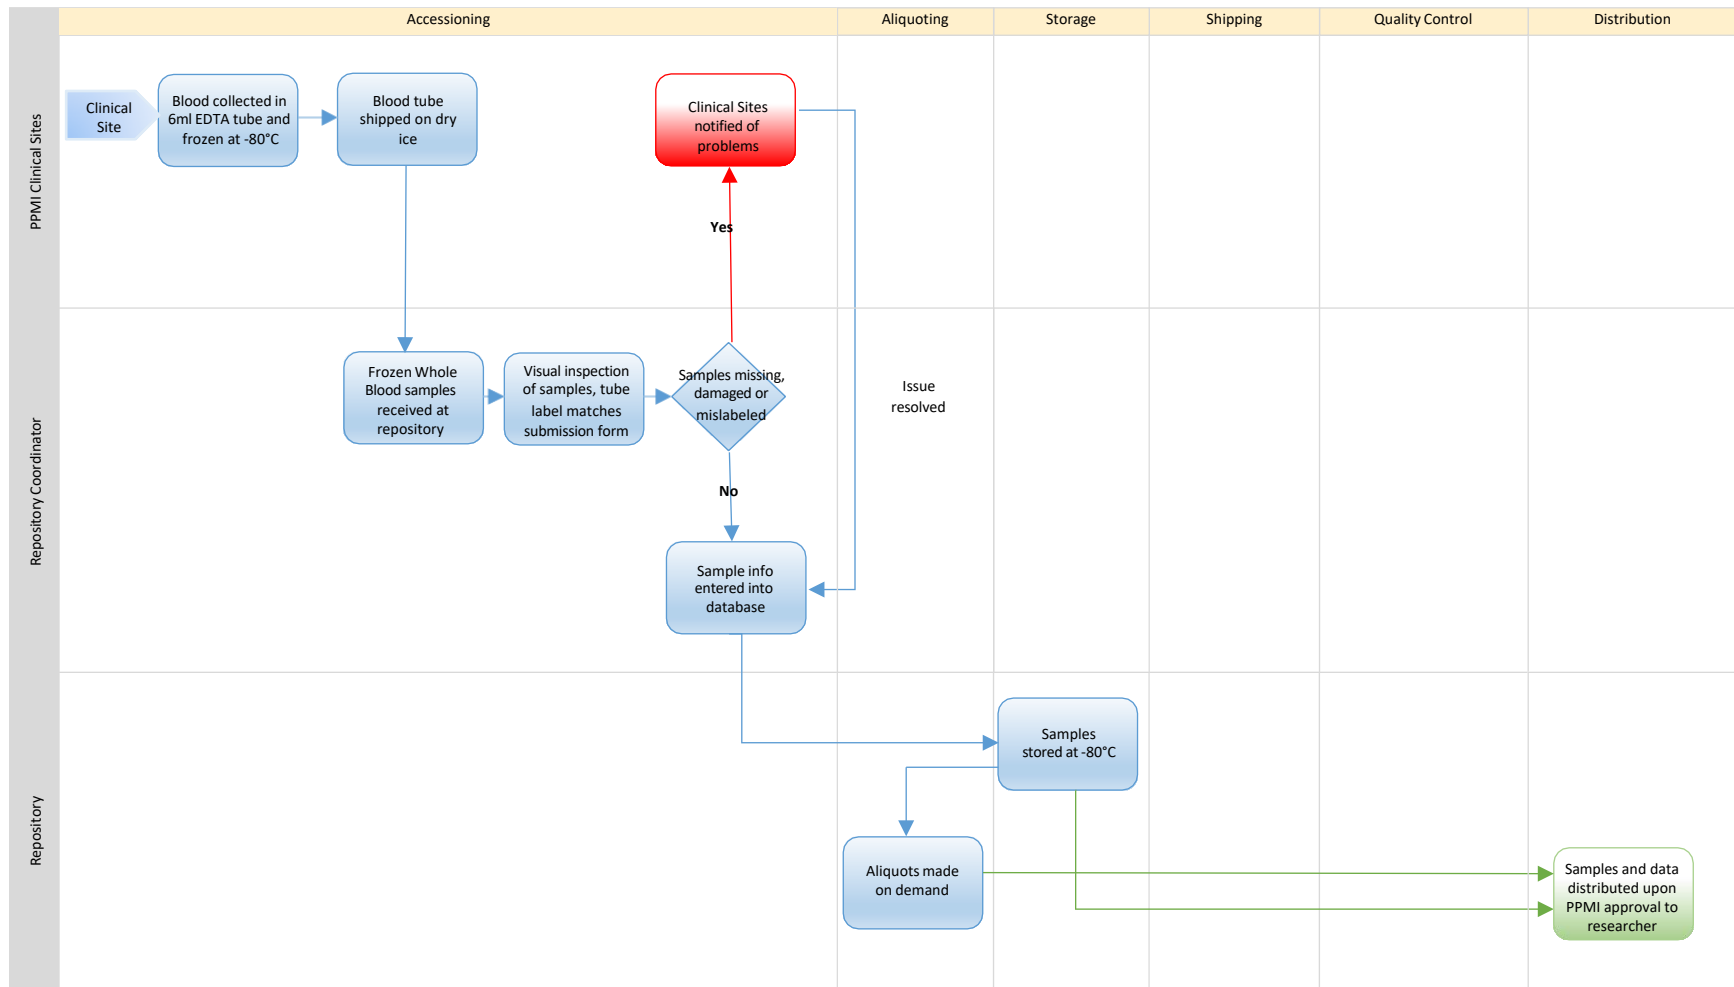 Accessioning
Aliquoting
Storage
Shipping
Quality Control
Distribution
PPMI Clinical Sites
Clinical
Site
Blood collected in
6ml EDTA tube and
frozen at -80°C
Blood tube
shipped on dry
ice
Clinical Sites
notified of
problems
Yes
Repository Coordinator
Frozen Whole
Blood samples
received at
repository
Visual inspection
of samples, tube
label matches
submission form
Samples missing,
damaged or
mislabeled
Issue
resolved
No
Sample info
entered into
database
Repository
Samples
stored at -80°C
Aliquots made
on demand
Samples and data
distributed upon
PPMI approval to
researcher